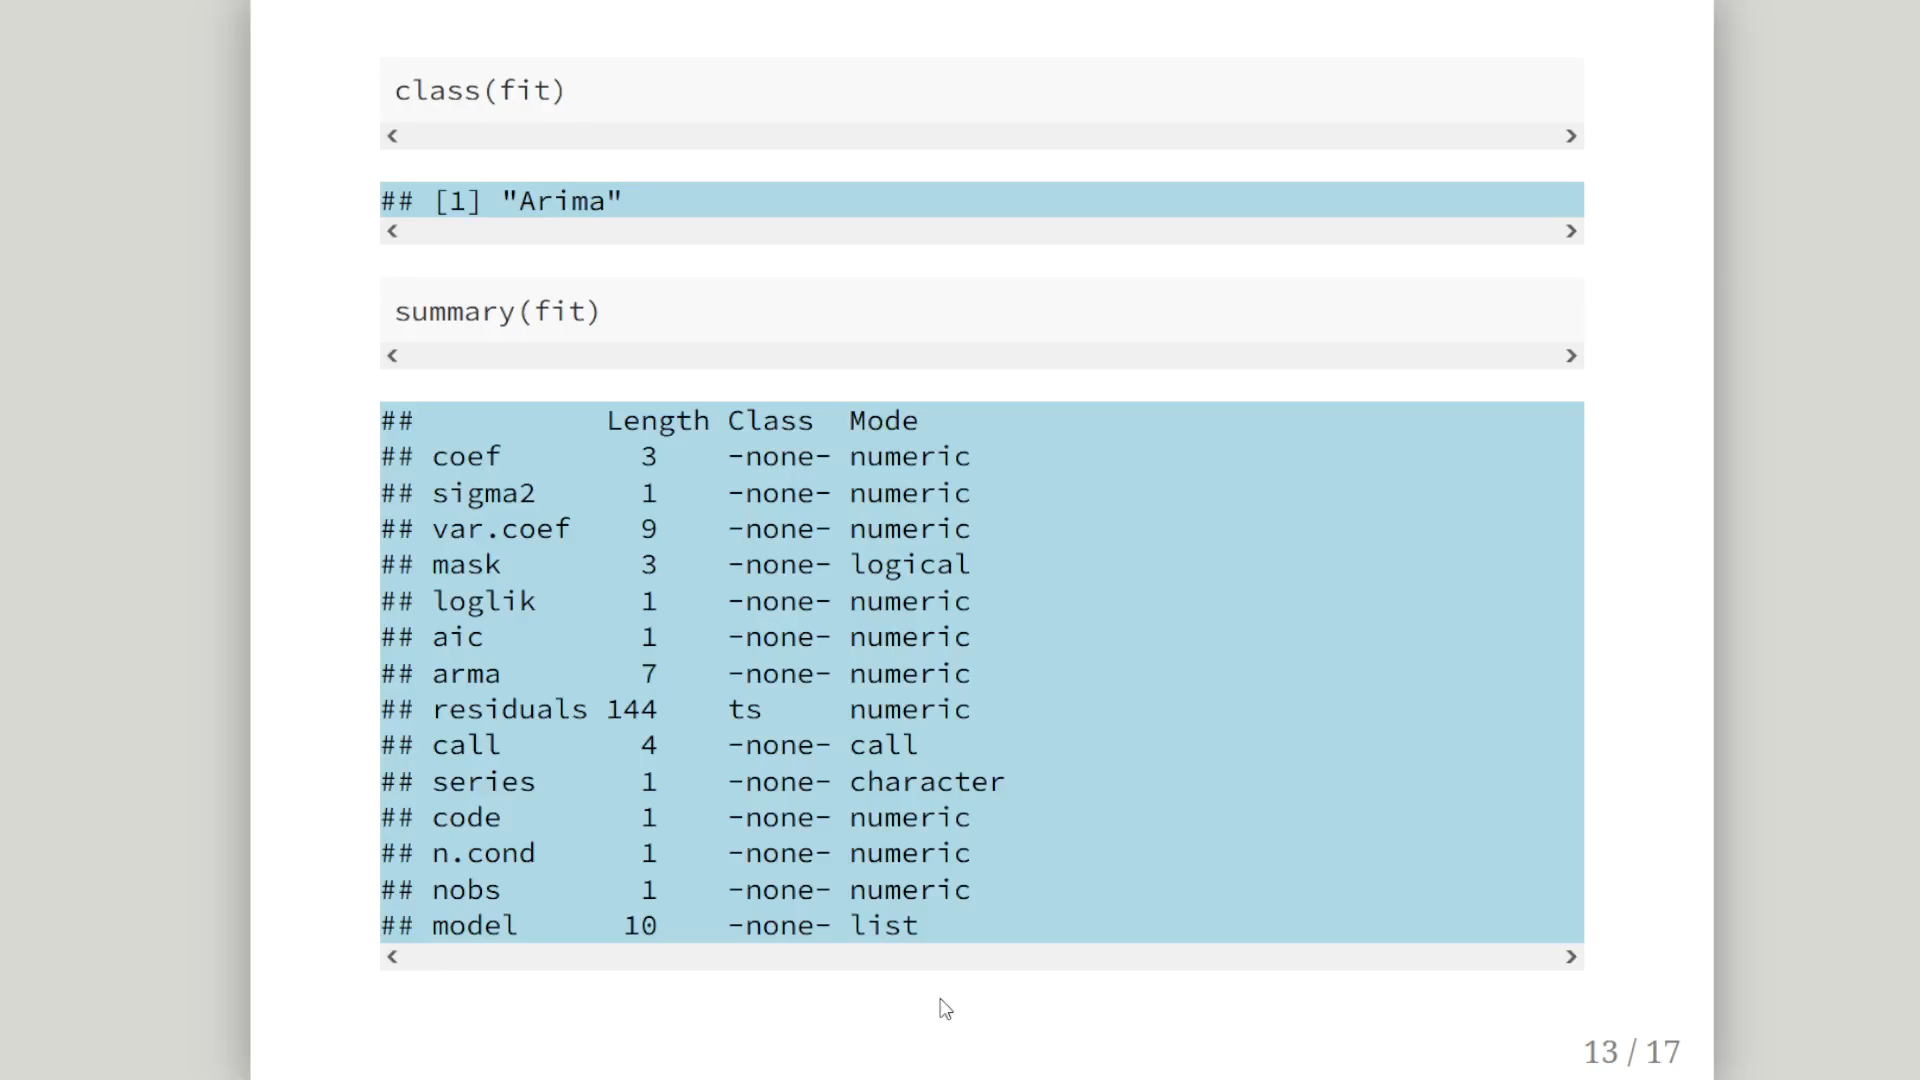 class(fit)
## [1] "Arima"
summary(fit)
##           Length Class  Mode
## coef        3    -none- numeric
## sigma2      1    -none- numeric
## var.coef    9    -none- numeric
## mask        3    -none- logical
## loglik      1    -none- numeric
## aic         1    -none- numeric
## arma        7    -none- numeric
## residuals 144    ts     numeric
## call        4    -none- call
## series      1    -none- character
## code        1    -none- numeric
## n.cond      1    -none- numeric
## nobs        1    -none- numeric
## model      10    -none- list
13 / 17